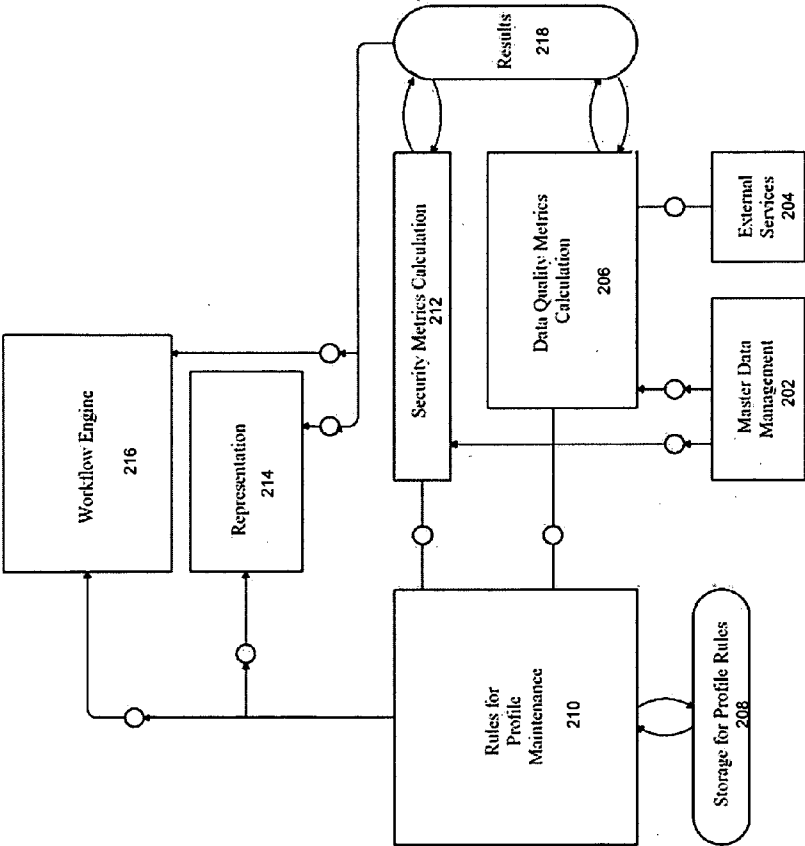 Workflow Engine
216
Representation
214
Rules for
Profile
Maintenance
210
Storage for Profile Rules
208
Security Metrics Calculation
212
Data Quality Metrics
Calculation
206
Master Data
Management
202
External
Services
204
Results
218